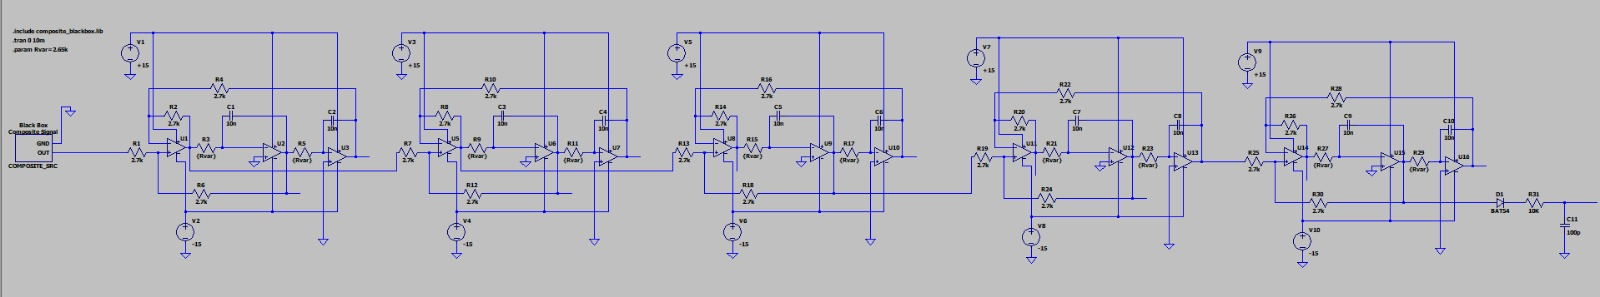 .include composite_blackbox.lib
.tran 0 10m
.param Rvar=2.65k
Black Box
Composite Signal
GND
OUT
COMPOSITE_SRC
V1
+15
R4
2.7k
R2
2.7k
C1
10n
C2
10n
R1
2.7k
U1
R3
{Rvar}
U2
R5
{Rvar}
U3
R6
2.7k
V2
-15
V3
+15
R10
2.7k
R8
2.7k
C3
10n
C4
10n
R7
2.7k
U5
R9
{Rvar}
U6
R11
{Rvar}
U7
R12
2.7k
V4
-15
V5
+15
R16
2.7k
R14
2.7k
C5
10n
C6
10n
R13
2.7k
U8
R15
{Rvar}
U9
R17
{Rvar}
U10
R18
2.7k
V6
-15
V7
+15
R22
2.7k
R20
2.7k
C7
10n
C8
10n
R19
2.7k
U11
R21
{Rvar}
U12
R23
{Rvar}
U13
R24
2.7k
V8
-15
V9
+15
R28
2.7k
R26
2.7k
C9
10n
C10
10n
R25
2.7k
U14
R27
{Rvar}
U15
R29
{Rvar}
U16
R30
2.7k
V10
-15
D1
BAT54
R31
10K
C11
100p